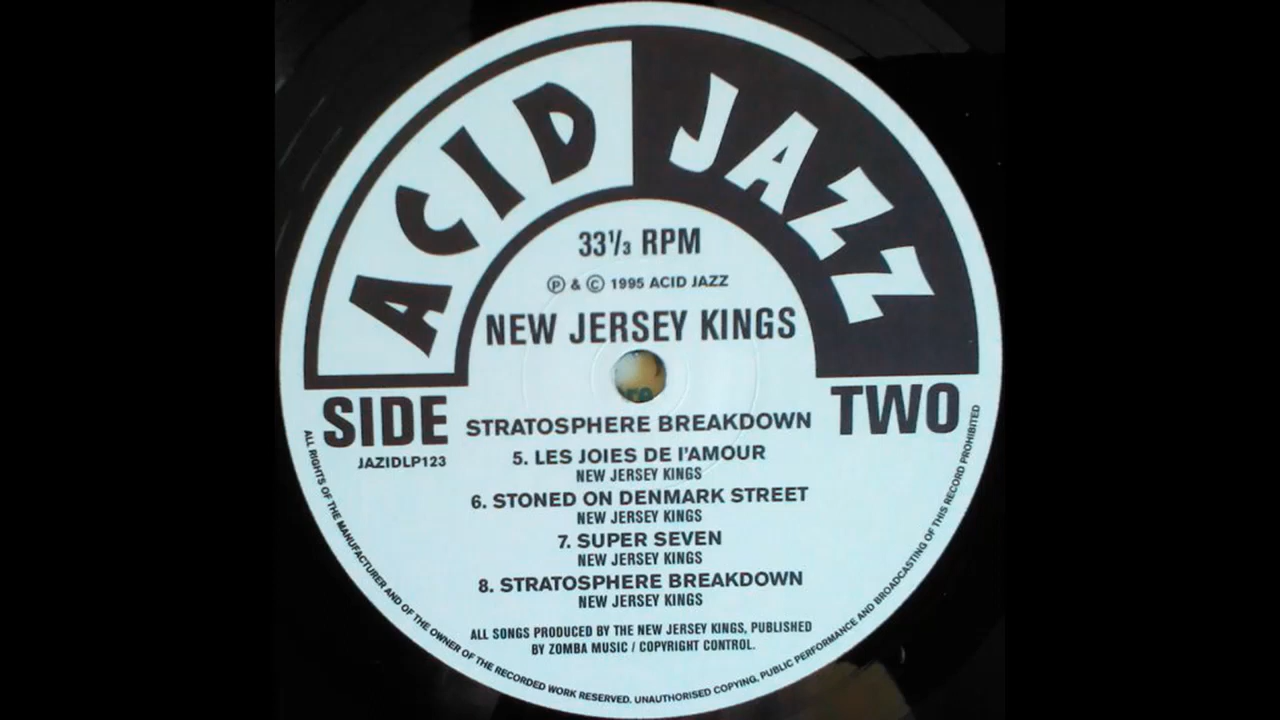 ACID JAZZ
33⅓ RPM
Ⓟ & © 1995 ACID JAZZ
NEW JERSEY KINGS
SIDE TWO
JAZIDLP123
STRATOSPHERE BREAKDOWN
5. LES JOIES DE l'AMOUR
NEW JERSEY KINGS
6. STONED ON DENMARK STREET
NEW JERSEY KINGS
7. SUPER SEVEN
NEW JERSEY KINGS
8. STRATOSPHERE BREAKDOWN
NEW JERSEY KINGS
ALL SONGS PRODUCED BY THE NEW JERSEY KINGS, PUBLISHED
BY ZOMBA MUSIC / COPYRIGHT CONTROL.
ALL RIGHTS OF THE MANUFACTURER AND OF THE OWNER OF THE RECORDED WORK RESERVED. UNAUTHORISED COPYING, PUBLIC PERFORMANCE AND BROADCASTING OF THIS RECORD PROHIBITED